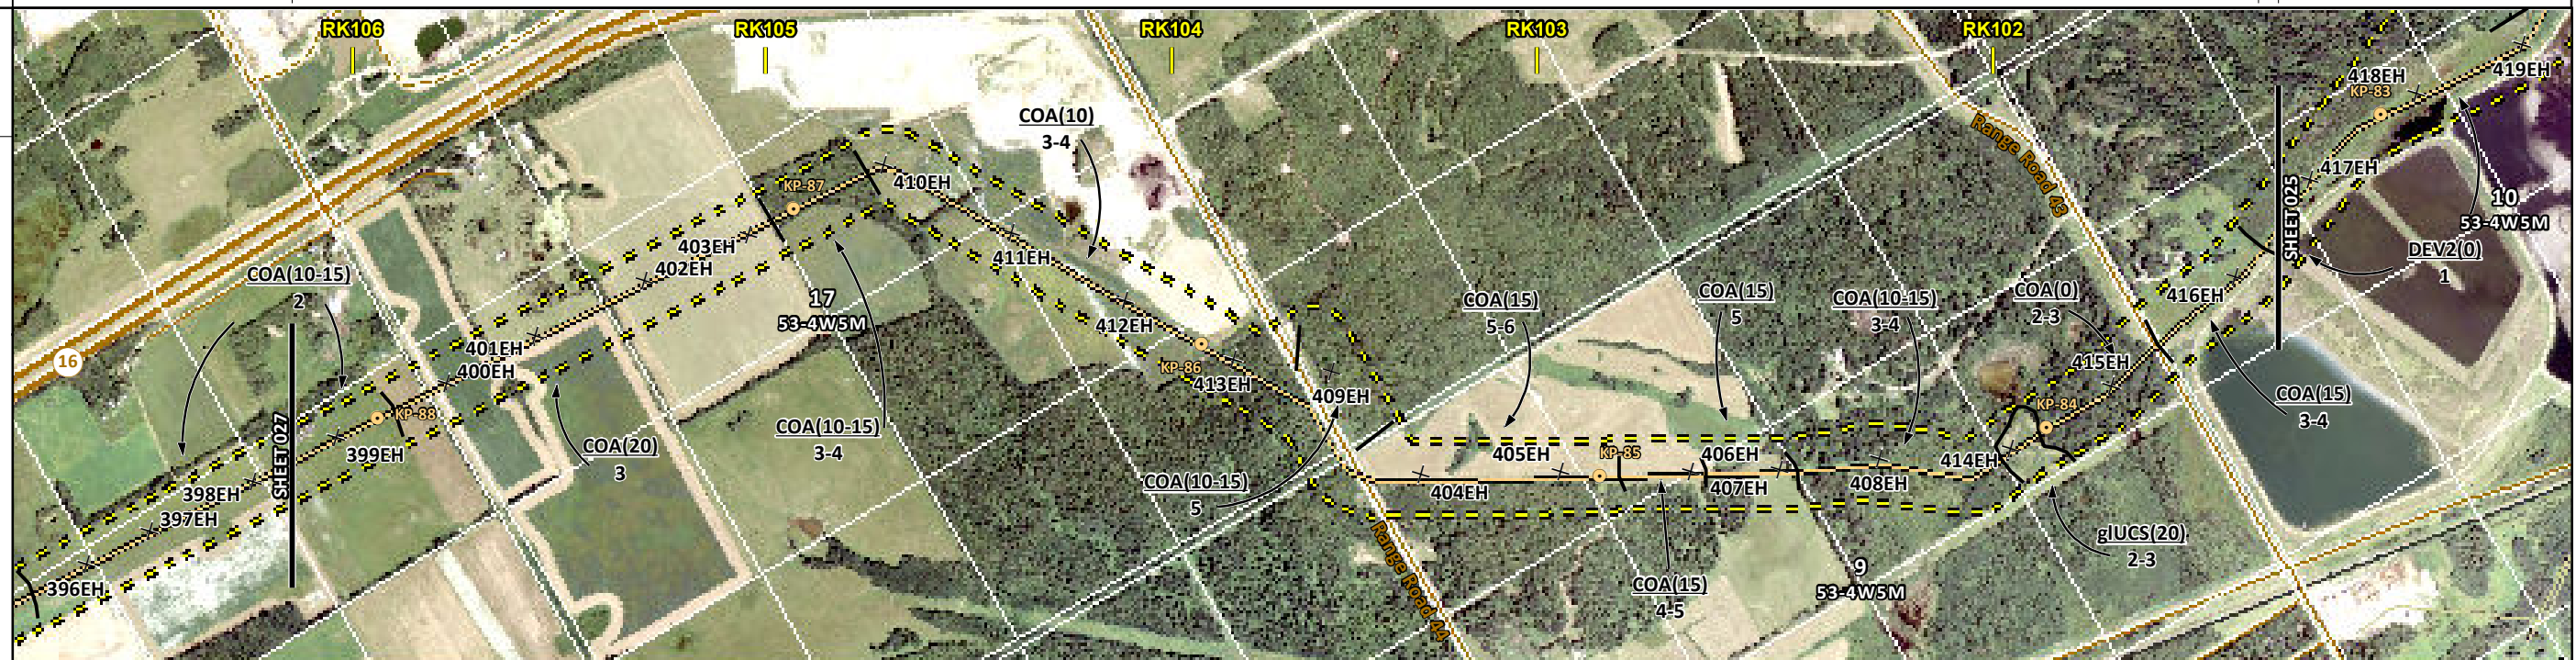 RK106
RK105
RK104
RK103
RK102
418EH
KP-83
419EH
COA(10)
3-4
Range Road 43
417EH
KP-87
410EH
10
53-4W5M
SHEET 025
403EH
402EH
411EH
DEV2(0)
1
COA(10-15)
2
17
53-4W5M
412EH
COA(15)
5-6
COA(15)
5
COA(10-15)
3-4
COA(0)
2-3
416EH
16
401EH
400EH
KP-86
413EH
409EH
415EH
COA(15)
3-4
KP-88
KP-84
SHEET 027
399EH
COA(20)
3
COA(10-15)
3-4
405EH
KP-85
406EH
414EH
398EH
397EH
COA(10-15)
5
404EH
407EH
408EH
Range Road 44
glUCS(20)
2-3
396EH
COA(15)
4-5
9
53-4W5M